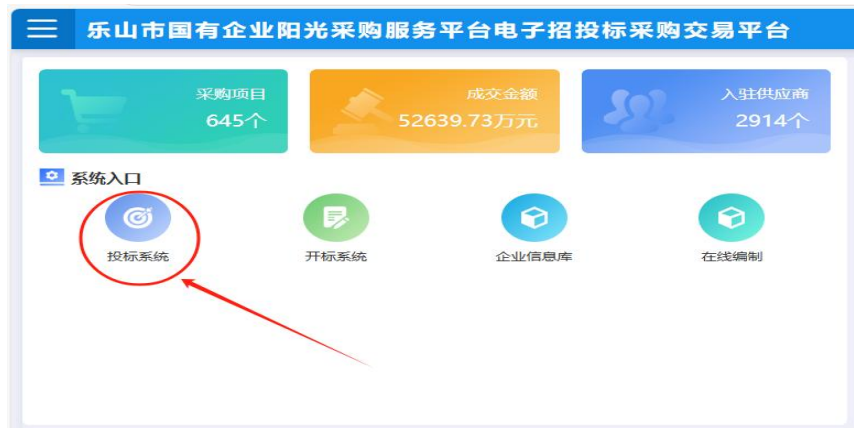 乐山市国有企业阳光采购服务平台电子招投标采购交易平台
采购项目
645个
成交金额
52639.73万元
入驻供应商
2914个
系统入口
投标系统
开标系统
企业信息库
在线编制